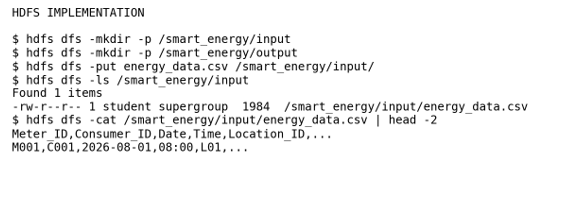 HDFS IMPLEMENTATION
$ hdfs dfs -mkdir -p /smart_energy/input
$ hdfs dfs -mkdir -p /smart_energy/output
$ hdfs dfs -put energy_data.csv /smart_energy/input/
$ hdfs dfs -ls /smart_energy/input
Found 1 items
-rw-r--r-- 1 student supergroup  1984  /smart_energy/input/energy_data.csv
$ hdfs dfs -cat /smart_energy/input/energy_data.csv | head -2
Meter_ID,Consumer_ID,Date,Time,Location_ID,...
M001,C001,2026-08-01,08:00,L01,...